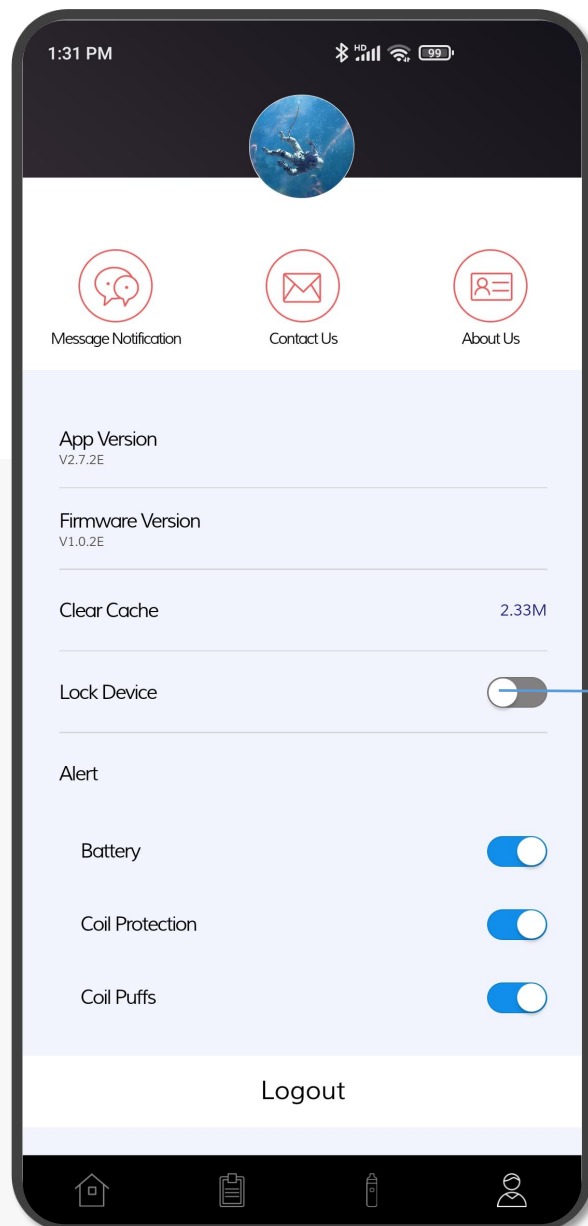 1:31 PM HD 99
Message Notification Contact Us About Us
App Version
V2.7.2E
Firmware Version
V1.0.2E
Clear Cache 2.33M
Lock Device
Alert
Battery
Coil Protection
Coil Puffs
Logout